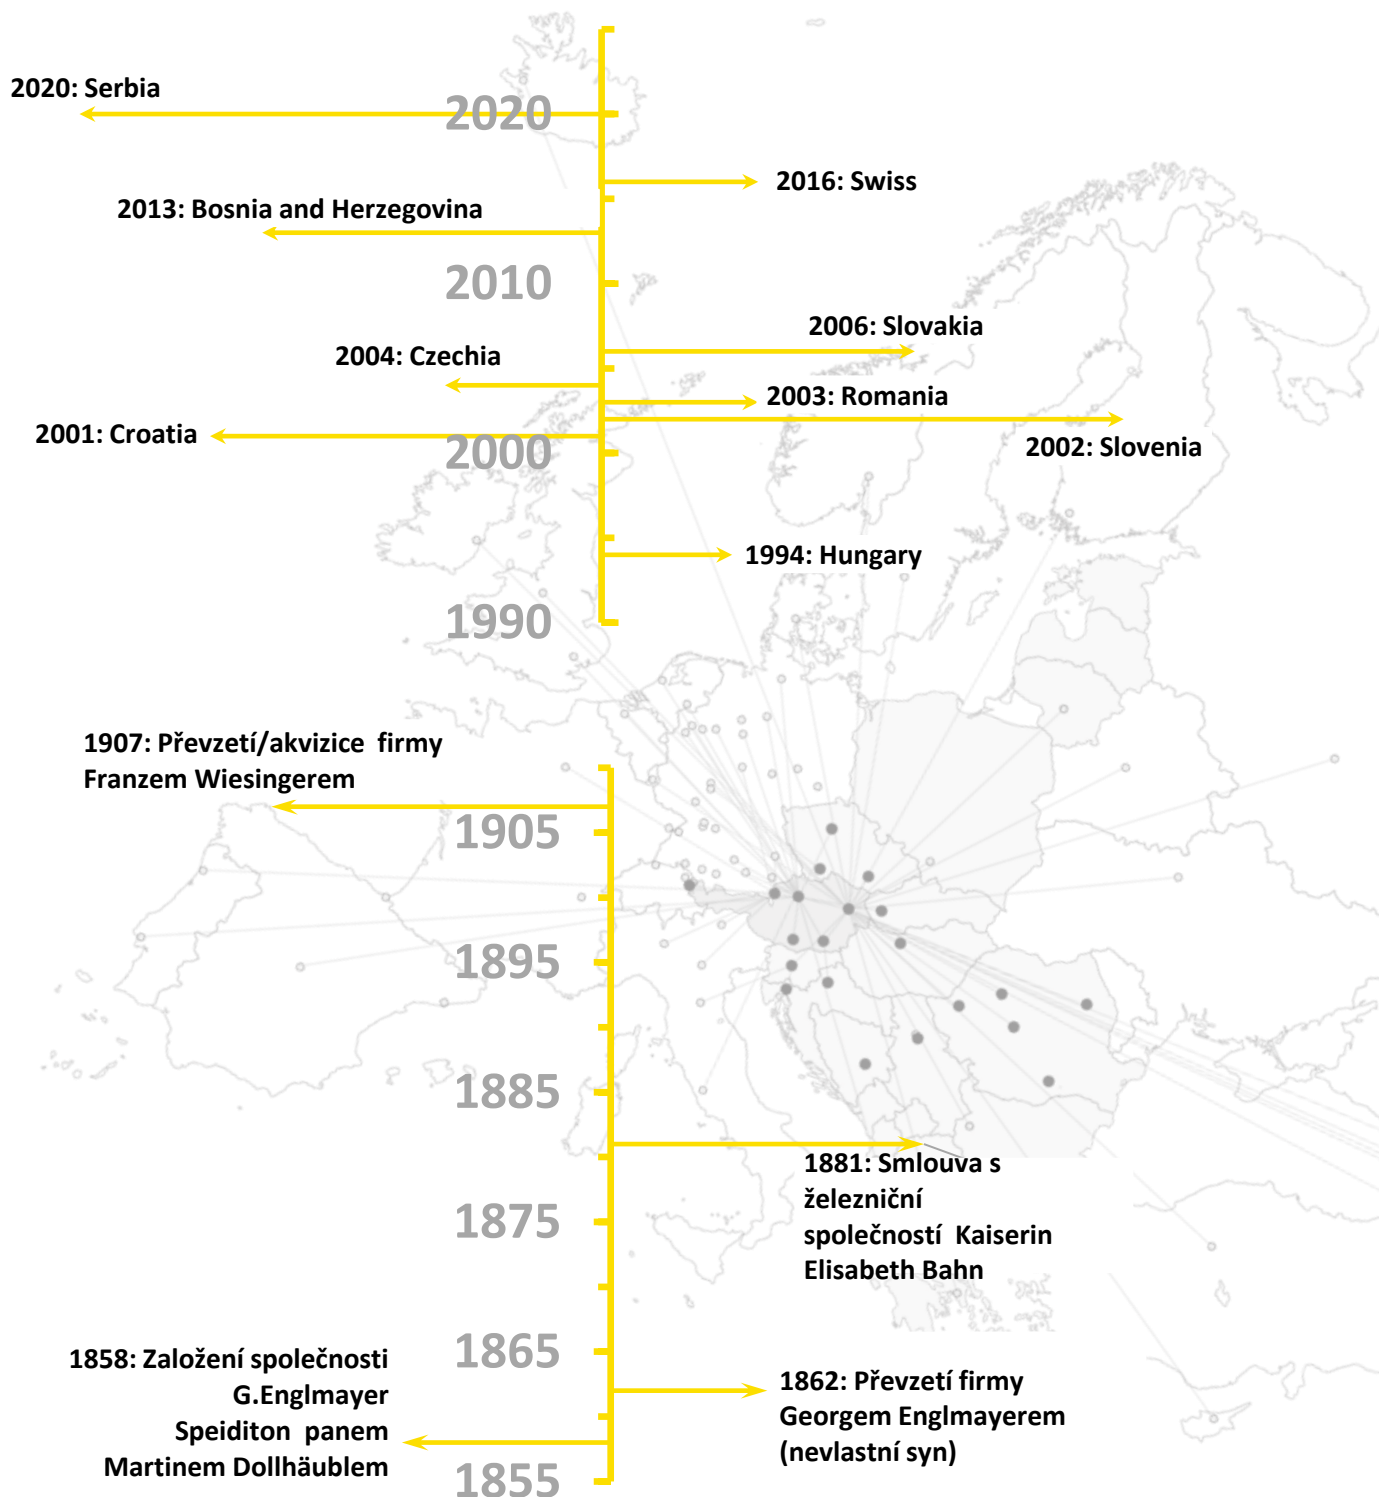 2020: Serbia
2020
2016: Swiss
2013: Bosnia and Herzegovina
2010
2006: Slovakia
2004: Czechia
2003: Romania
2001: Croatia
2000
2002: Slovenia
1994: Hungary
1990
1907: Převzetí/akvizice firmy
Franzem Wiesingerem
1905
1895
1885
1881: Smlouva s
železniční
společností Kaiserin
Elisabeth Bahn
1875
1865
1858: Založení společnosti
G.Englmayer
Speiditon panem
Martinem Dollhäublem
1862: Převzetí firmy
Georgem Englmayerem
(nevlastní syn)
1855